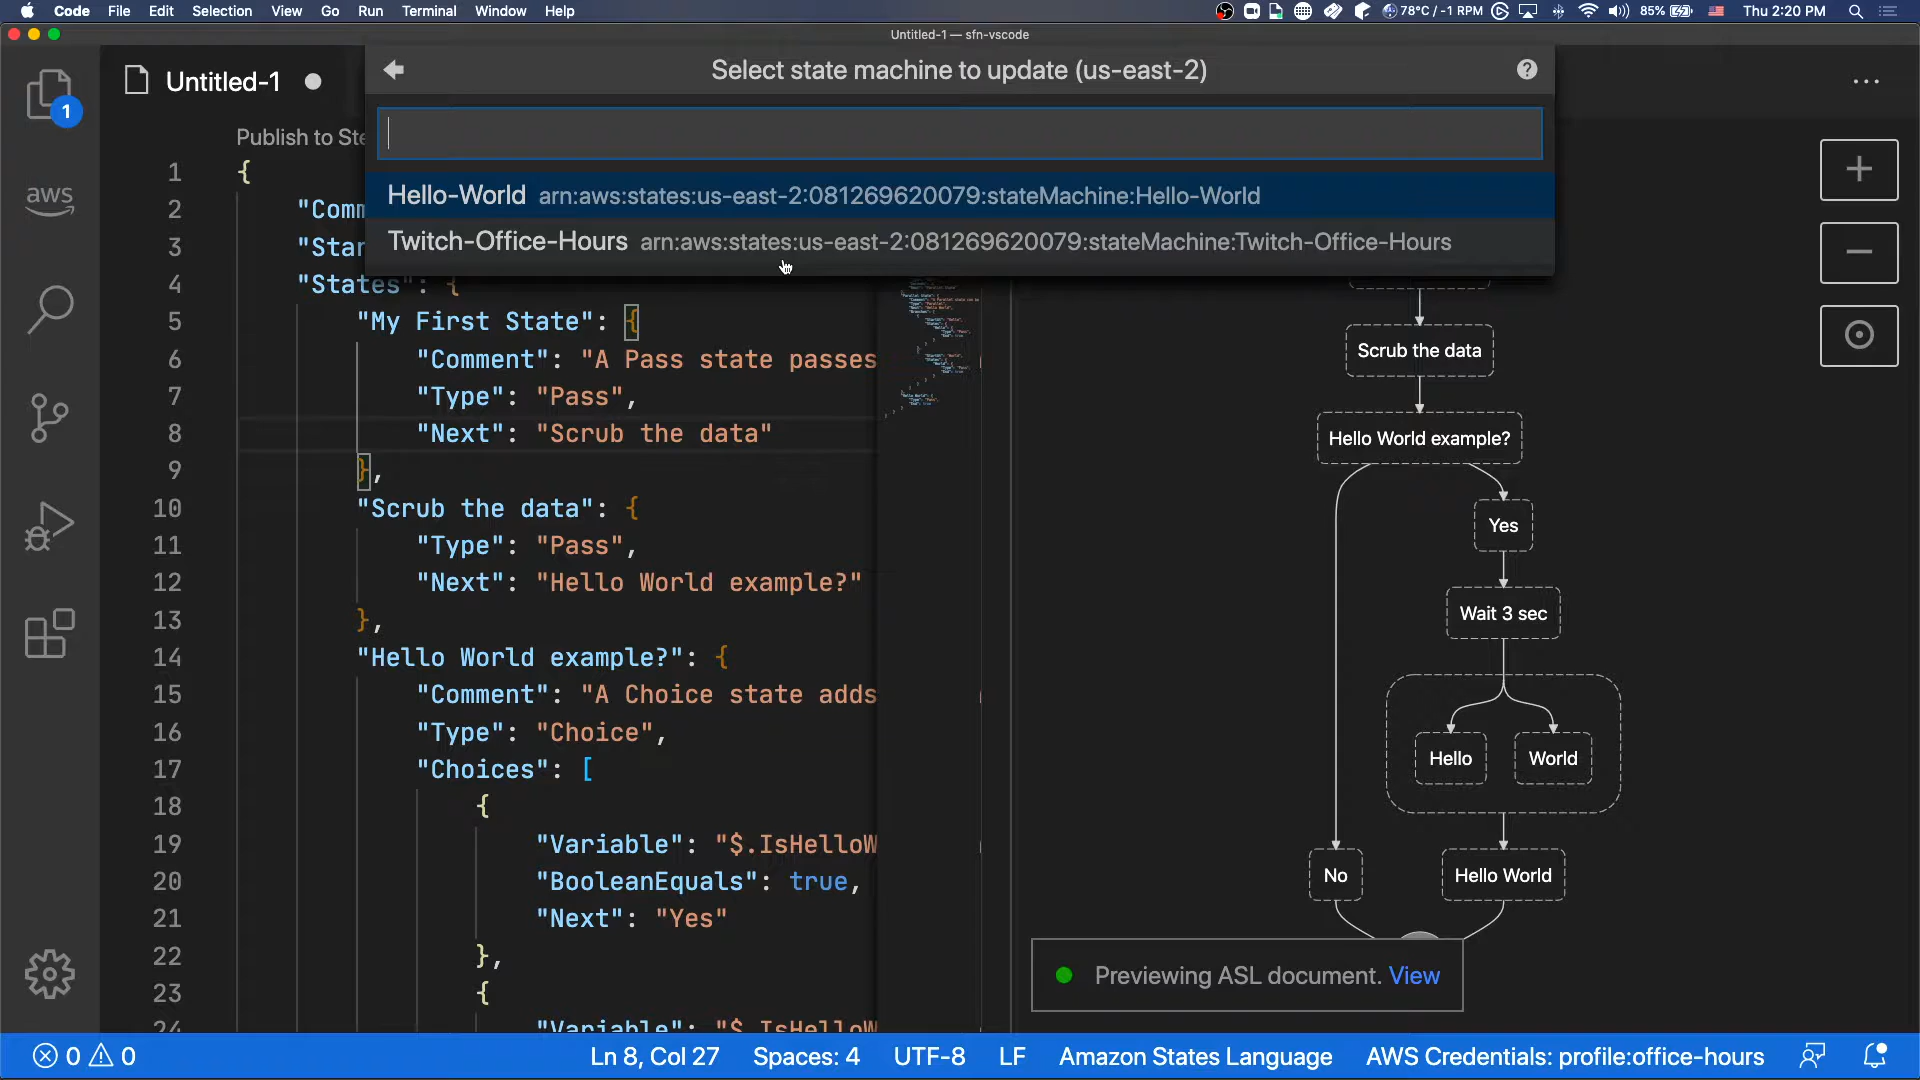 Code File Edit Selection View Go Run Terminal Window Help 78°C / -1 RPM 85% Thu 2:20 PM
Untitled-1 — sfn-vscode
Untitled-1
Select state machine to update (us-east-2)
Publish to Ste
Hello-World arn:aws:states:us-east-2:081269620079:stateMachine:Hello-World
Twitch-Office-Hours arn:aws:states:us-east-2:081269620079:stateMachine:Twitch-Office-Hours
1
aws
1 {
2 "Comm
3 "Star
4 "States": {
5 "My First State": {
6 "Comment": "A Pass state passes
7 "Type": "Pass",
8 "Next": "Scrub the data"
9 },
10 "Scrub the data": {
11 "Type": "Pass",
12 "Next": "Hello World example?"
13 },
14 "Hello World example?": {
15 "Comment": "A Choice state adds
16 "Type": "Choice",
17 "Choices": [
18 {
19 "Variable": "$.IsHelloW
20 "BooleanEquals": true,
21 "Next": "Yes"
22 },
23 {
24 "Variable": "$.IsHelloW
Scrub the data
Hello World example?
Yes
Wait 3 sec
Hello World
No Hello World
Previewing ASL document. View
0 0 Ln 8, Col 27 Spaces: 4 UTF-8 LF Amazon States Language AWS Credentials: profile:office-hours